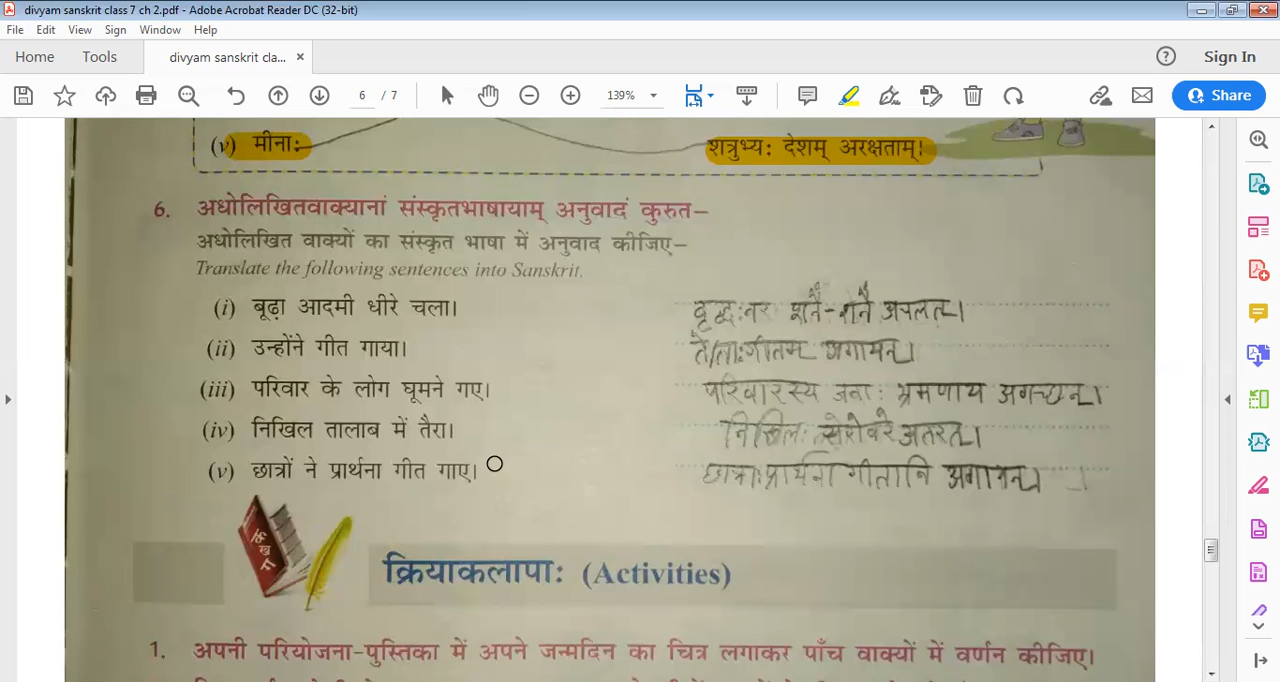 divyam sanskrit class 7 ch 2.pdf - Adobe Acrobat Reader DC (32-bit)
File Edit View Sign Window Help
Home Tools divyam sanskrit cla... × ? Sign In
6 / 7 139% Share
(v) मीनाः शत्रुभ्यः देशम् अरक्षताम्।
6. अधोलिखितवाक्यानां संस्कृतभाषायाम् अनुवादं कुरुत–
अधोलिखित वाक्यों का संस्कृत भाषा में अनुवाद कीजिए–
Translate the following sentences into Sanskrit.
(i) बूढ़ा आदमी धीरे चला। वृद्धः नर शनै-शनै अचलत्।
(ii) उन्होंने गीत गाया। ते/ताः गीतम् अगायन्।
(iii) परिवार के लोग घूमने गए। परिवारस्य जनाः भ्रमणाय अगच्छन्।
(iv) निखिल तालाब में तैरा। निखिलः सरोवरे अतरत्।
(v) छात्रों ने प्रार्थना गीत गाए। छात्राः प्रार्थना गीतानि अगायन्।
क ख ग
क्रियाकलापाः (Activities)
1. अपनी परियोजना-पुस्तिका में अपने जन्मदिन का चित्र लगाकर पाँच वाक्यों में वर्णन कीजिए।